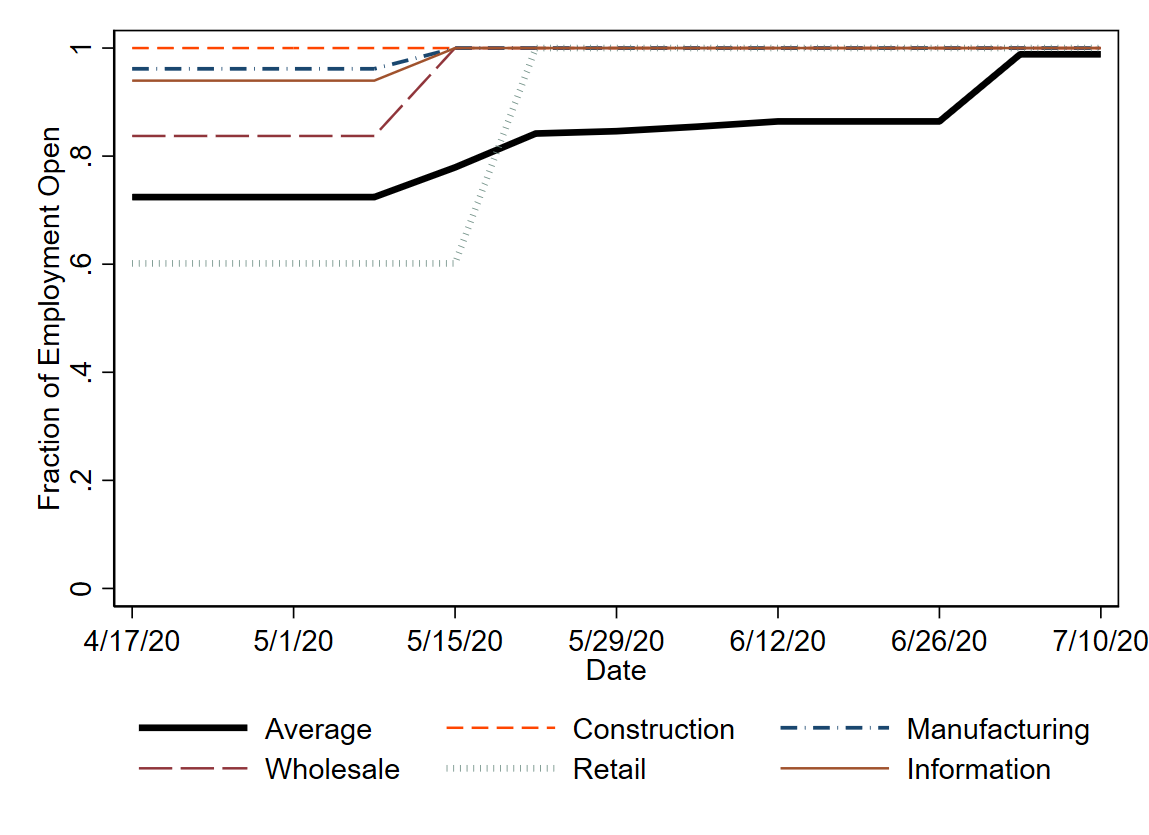 Fraction of Employment Open
1
.8
.6
.4
.2
0
4/17/20 5/1/20 5/15/20 5/29/20 6/12/20 6/26/20 7/10/20
Date
Average Construction Manufacturing
Wholesale Retail Information